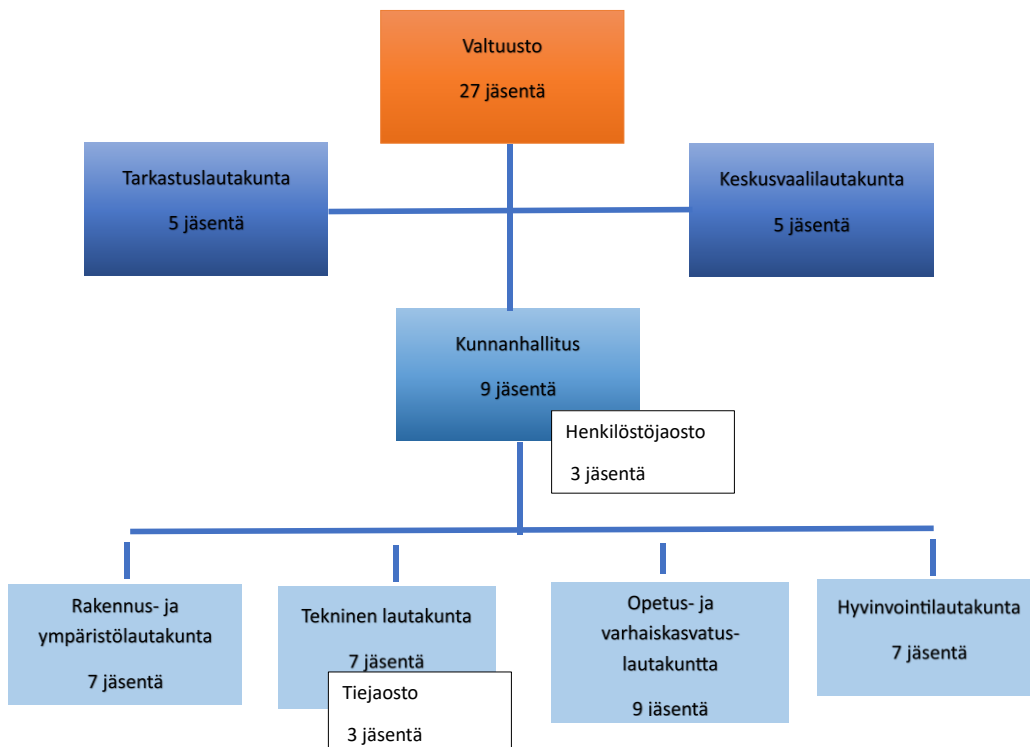 Valtuusto
27 jäsentä
Tarkastuslautakunta
5 jäsentä
Keskusvaalilautakunta
5 jäsentä
Kunnanhallitus
9 jäsentä
Henkilöstöjaosto
3 jäsentä
Rakennus- ja
ympäristölautakunta
7 jäsentä
Tekninen lautakunta
7 jäsentä
Tiejaosto
3 jäsentä
Opetus- ja
varhaiskasvatus-
lautakuntta
9 jäsentä
Hyvinvointilautakunta
7 jäsentä